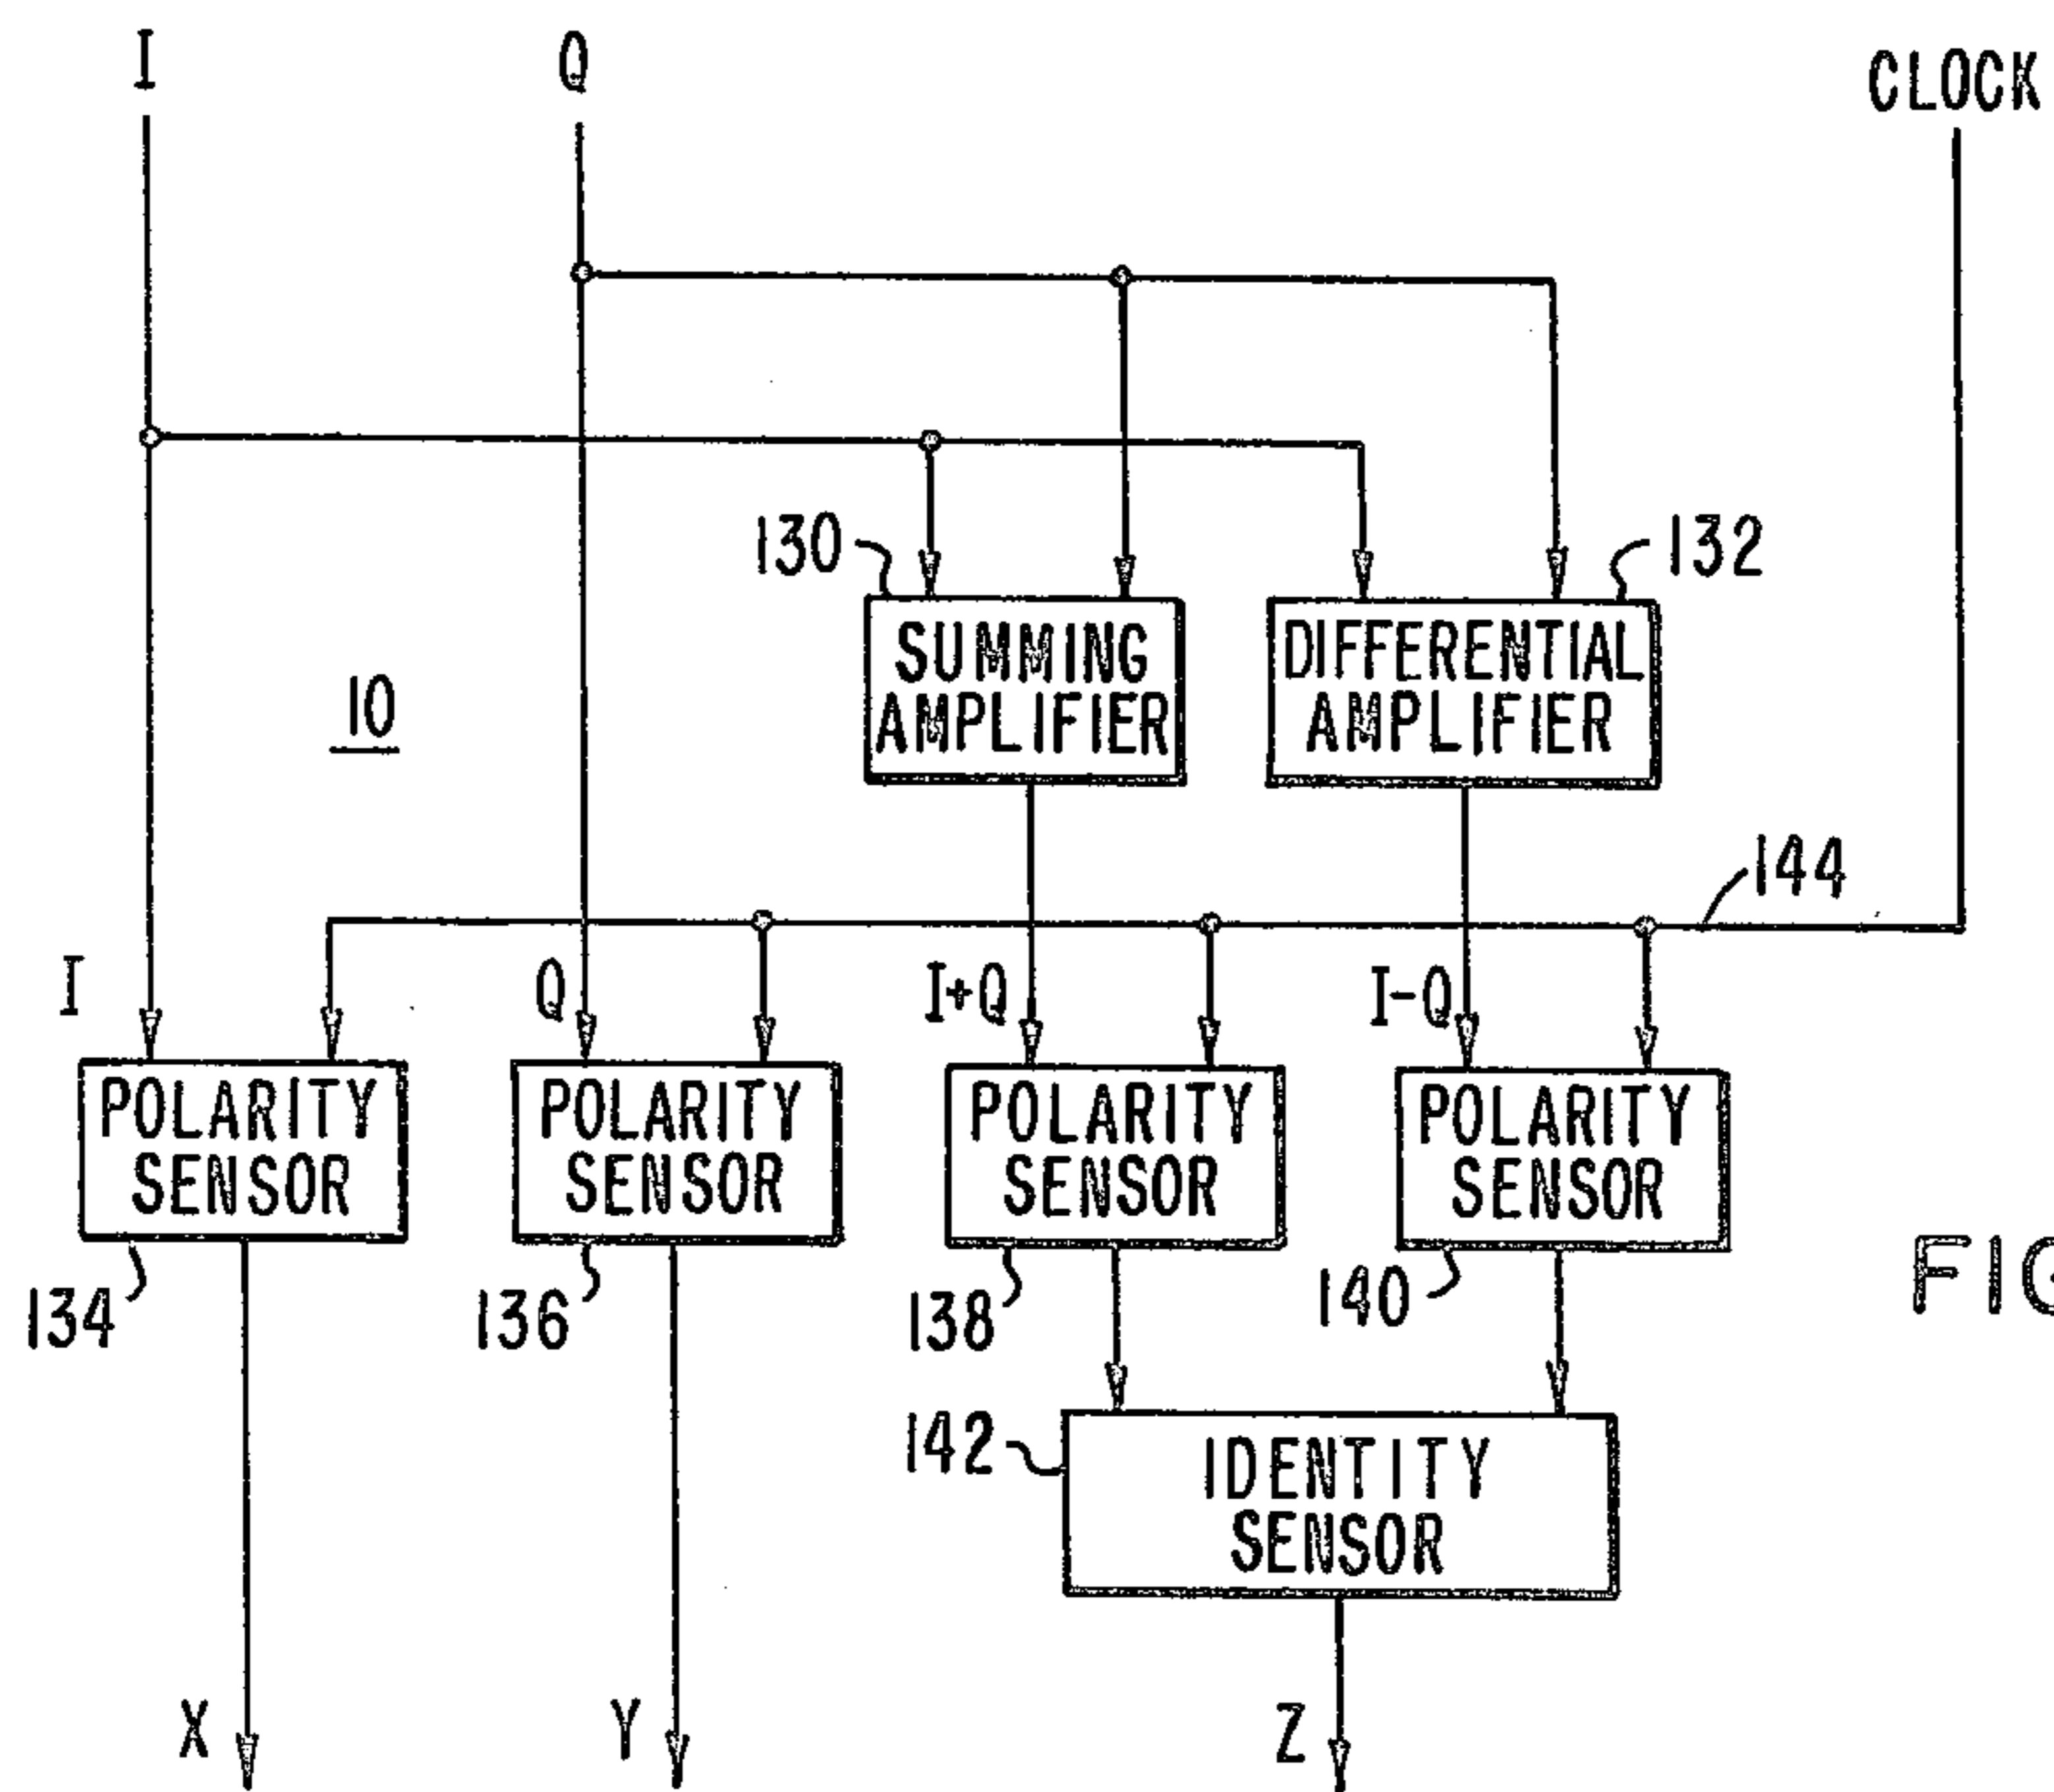 I
Q
CLOCK
130
132
SUMMING
AMPLIFIER
DIFFERENTIAL
AMPLIFIER
10
144
I
Q
I+Q
I-Q
POLARITY
SENSOR
POLARITY
SENSOR
POLARITY
SENSOR
POLARITY
SENSOR
134
136
138
140
FIG
142
IDENTITY
SENSOR
X
Y
Z